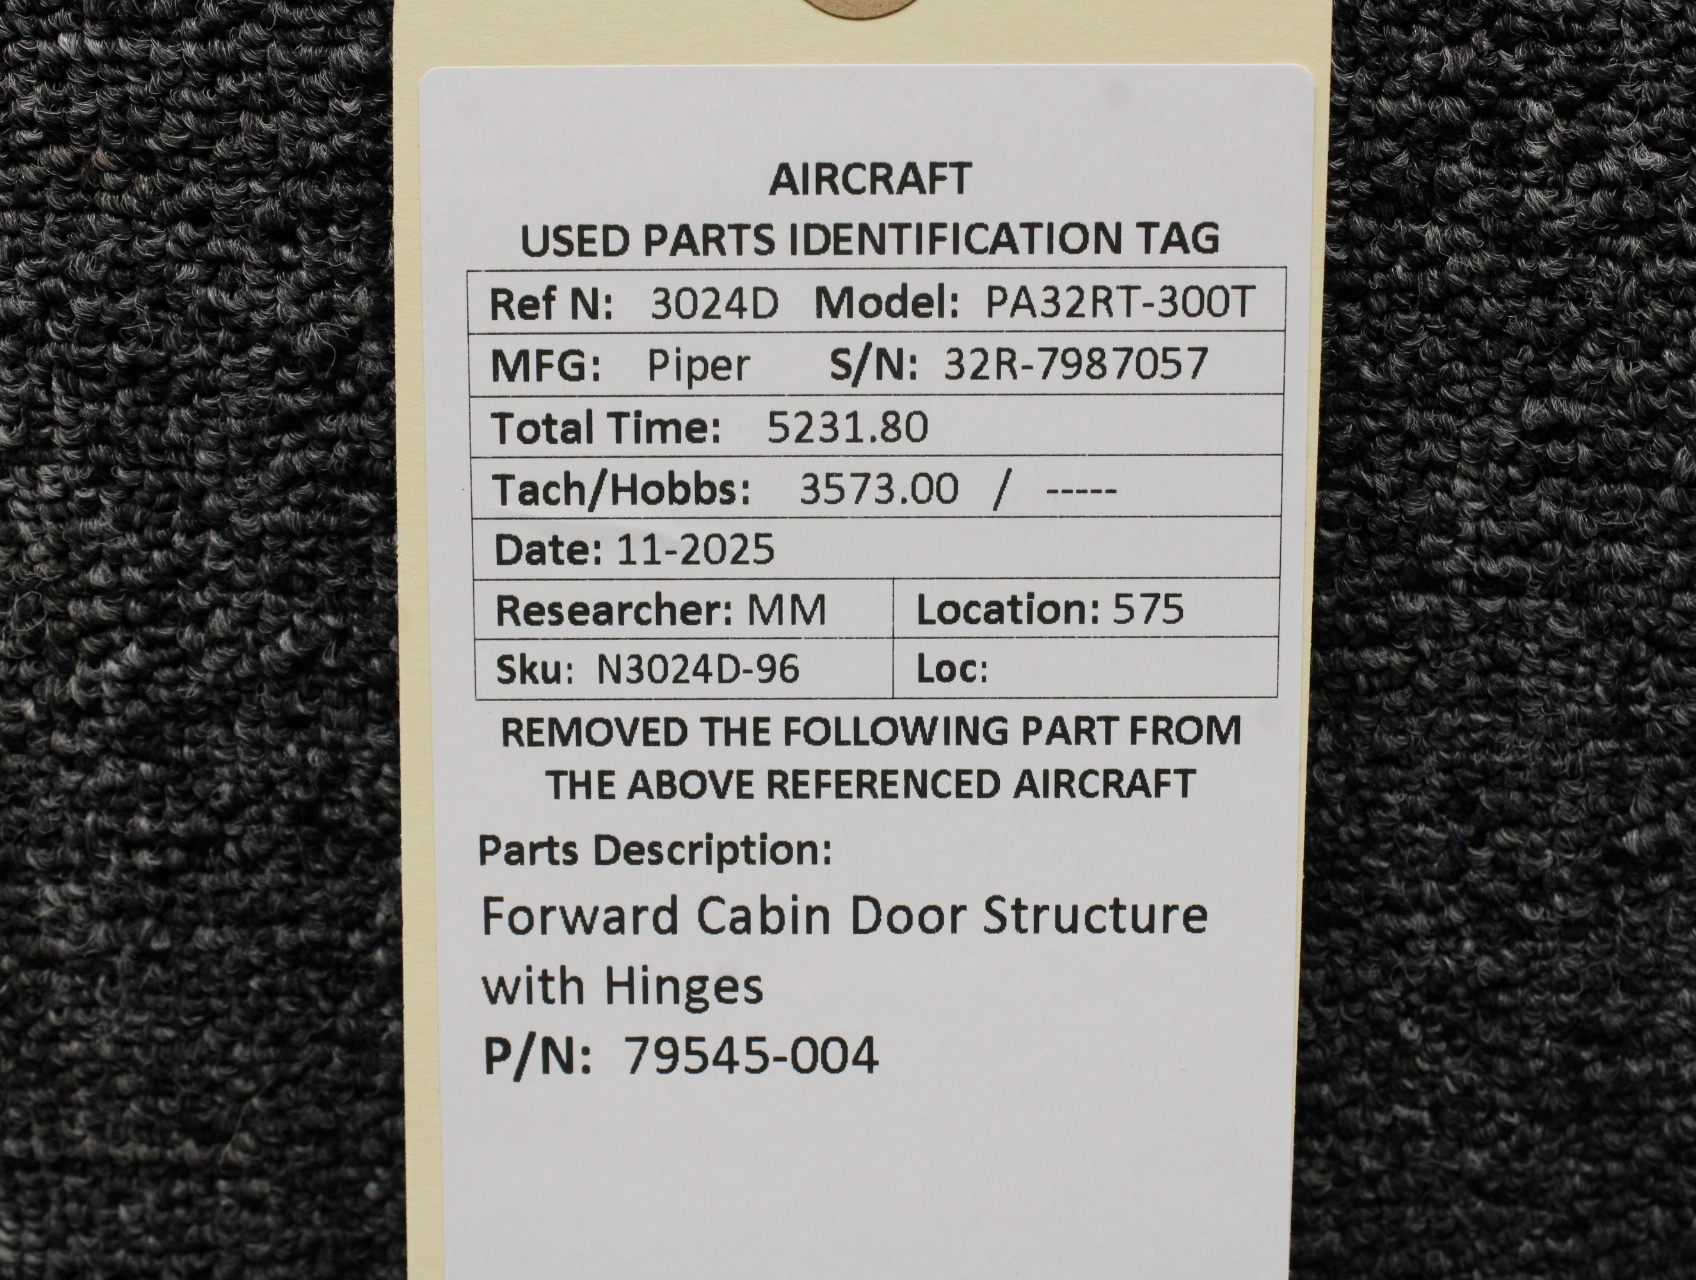 AIRCRAFT
USED PARTS IDENTIFICATION TAG
Ref N: 3024D Model: PA32RT-300T
MFG: Piper S/N: 32R-7987057
Total Time: 5231.80
Tach/Hobbs: 3573.00 / -----
Date: 11-2025
Researcher: MM Location: 575
Sku: N3024D-96 Loc:
REMOVED THE FOLLOWING PART FROM
THE ABOVE REFERENCED AIRCRAFT
Parts Description:
Forward Cabin Door Structure
with Hinges
P/N: 79545-004